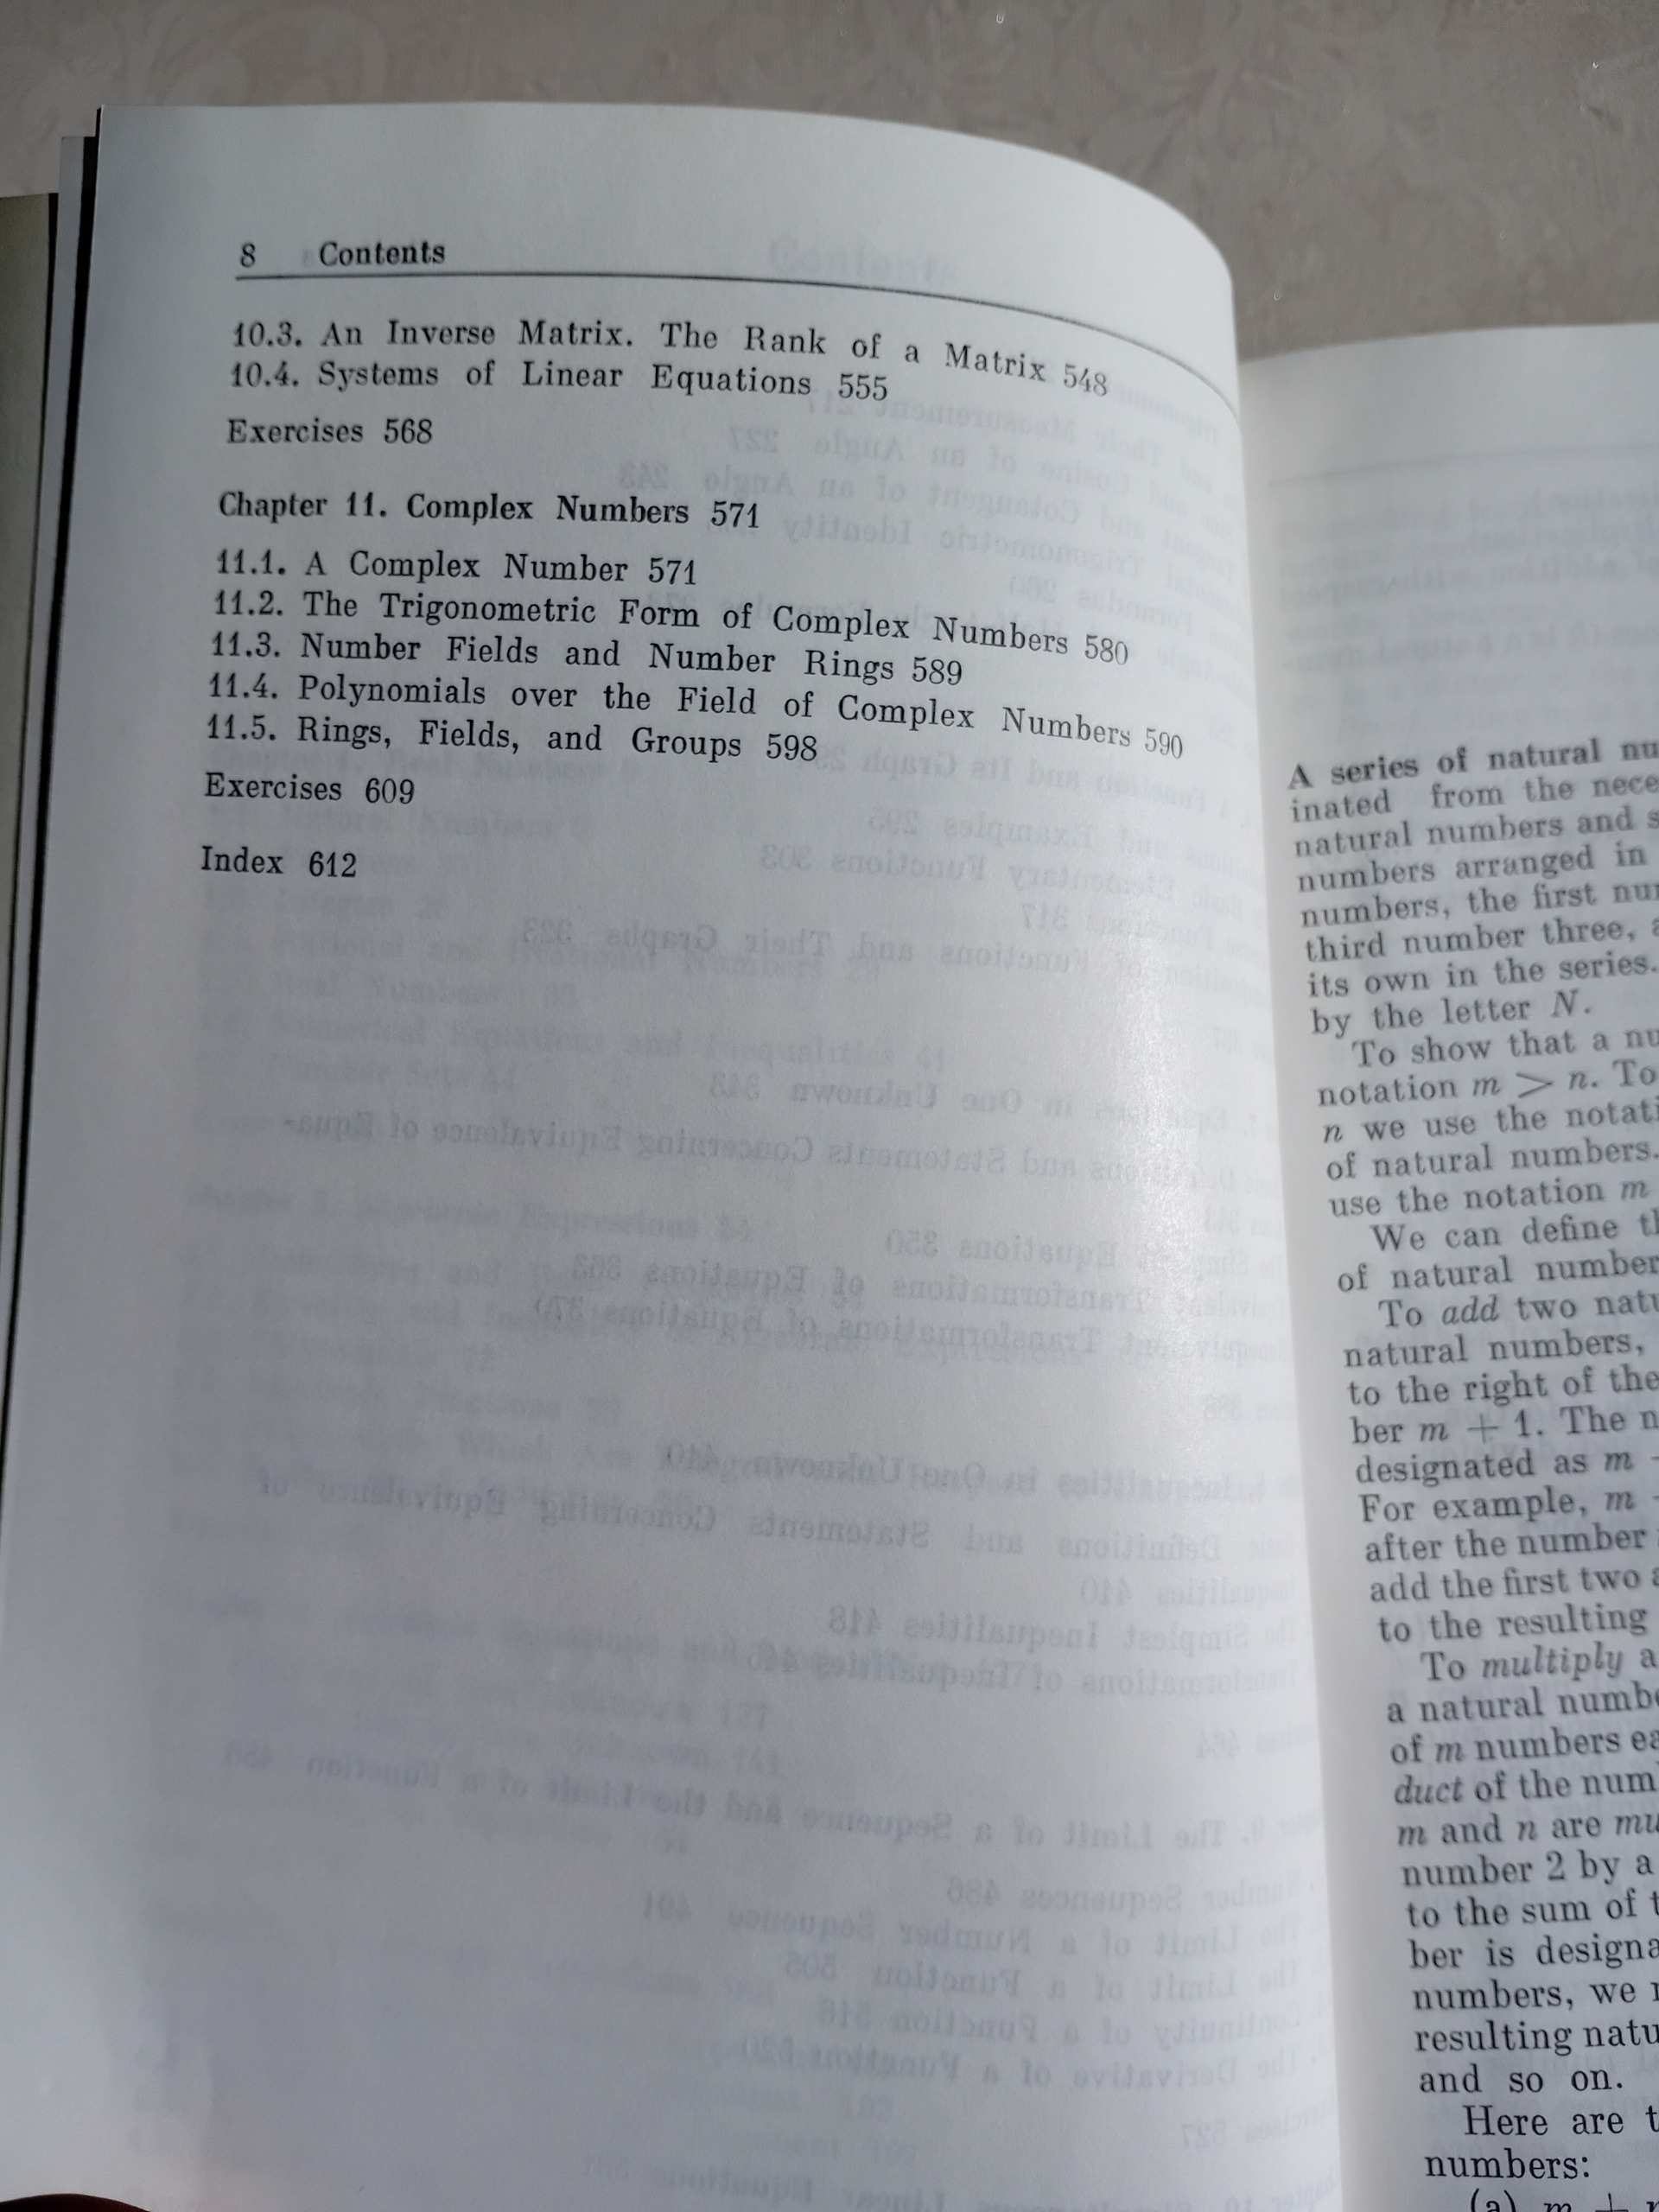 8 Contents
10.3. An Inverse Matrix. The Rank of a Matrix 548
10.4. Systems of Linear Equations 555
Exercises 568
Chapter 11. Complex Numbers 571
11.1. A Complex Number 571
11.2. The Trigonometric Form of Complex Numbers 580
11.3. Number Fields and Number Rings 589
11.4. Polynomials over the Field of Complex Numbers 590
11.5. Rings, Fields, and Groups 598
Exercises 609
Index 612
A series of natural nu
inated from the nece
natural numbers and s
numbers arranged in
numbers, the first nu
third number three, a
its own in the series.
by the letter N.
To show that a nu
notation m > n. To
n we use the notati
of natural numbers.
use the notation m
We can define th
of natural number
To add two natu
natural numbers,
to the right of the
ber m + 1. The n
designated as m
For example, m
after the number
add the first two a
to the resulting
To multiply a
a natural numbe
of m numbers ea
duct of the num
m and n are mu
number 2 by a
to the sum of t
ber is designa
numbers, we
resulting natu
and so on.
Here are t
numbers:
(a) m +